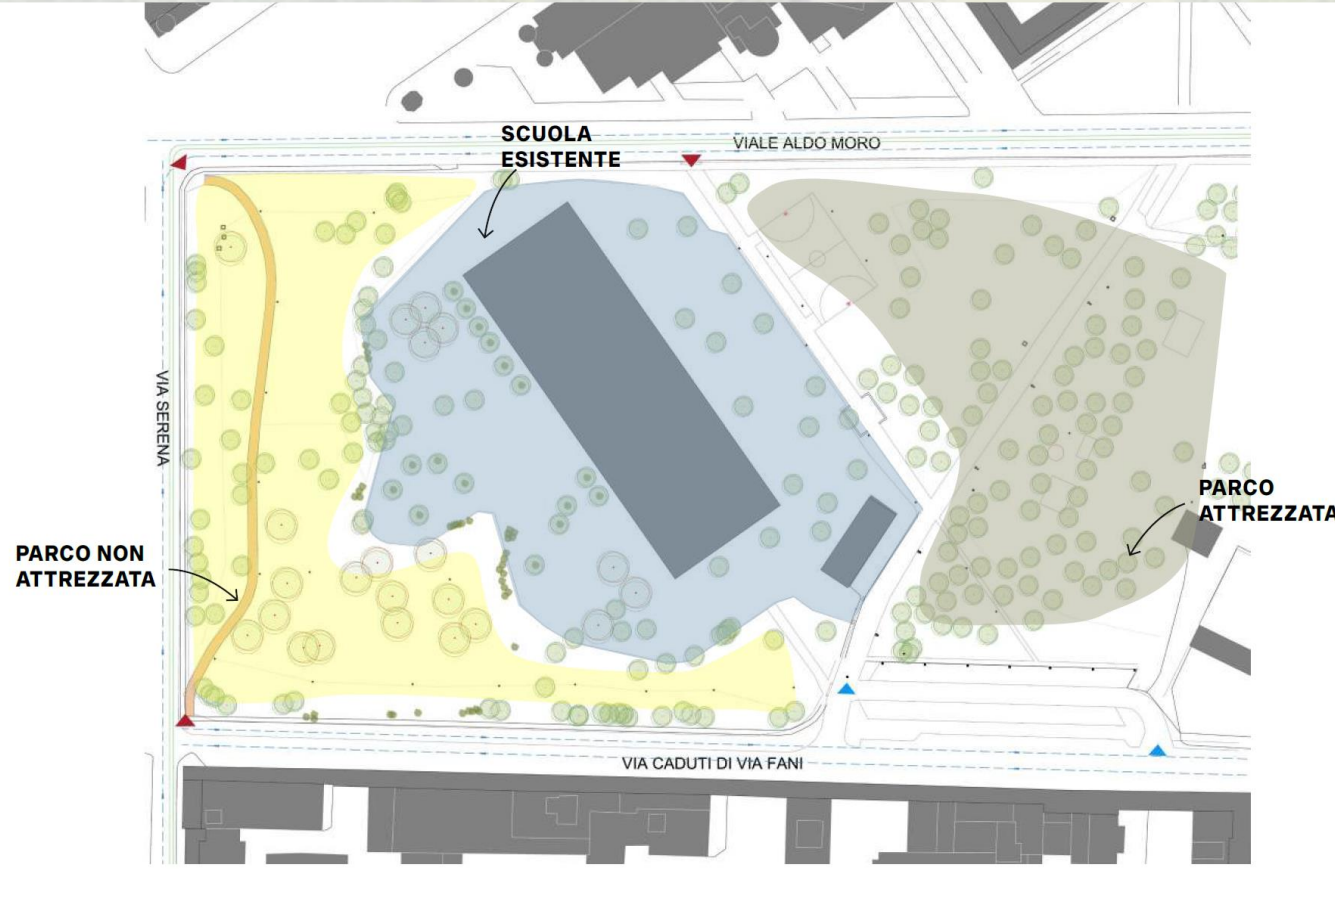 SCUOLA
ESISTENTE
VIALE ALDO MORO
VIA SERENA
PARCO
ATTREZZATA
PARCO NON
ATTREZZATA
VIA CADUTI DI VIA FANI